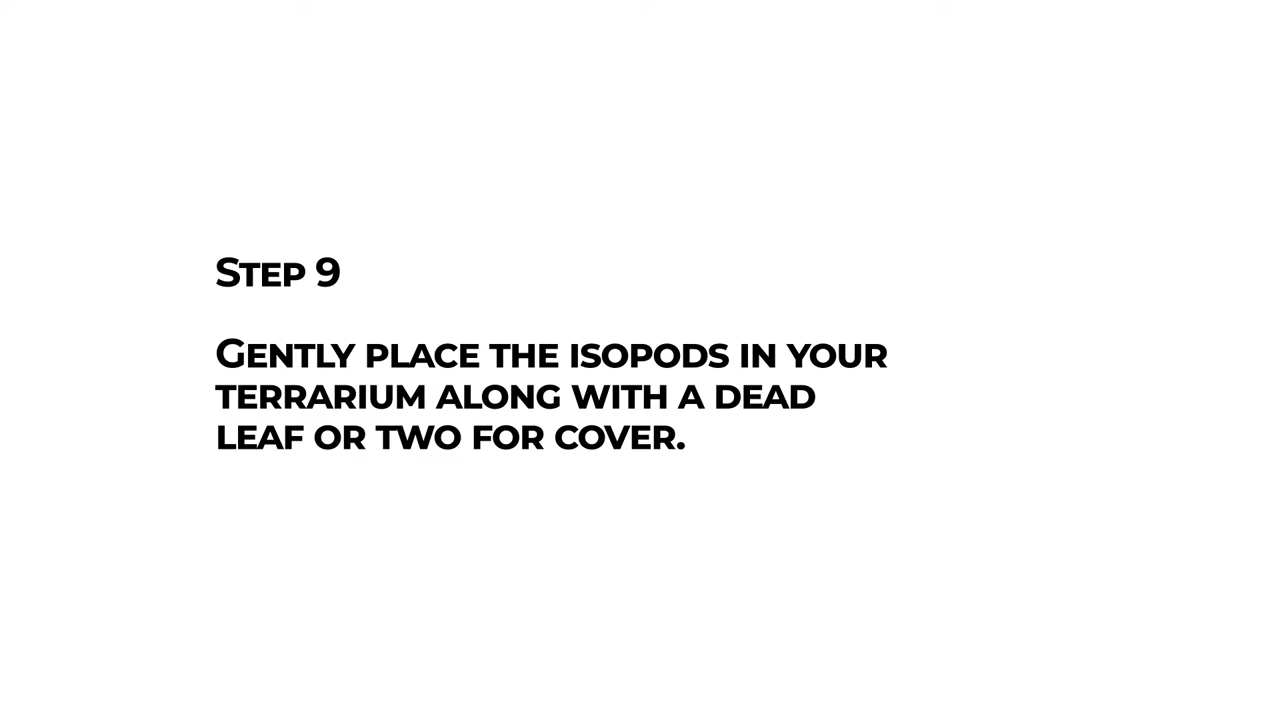 Step 9
Gently place the isopods in your
terrarium along with a dead
leaf or two for cover.